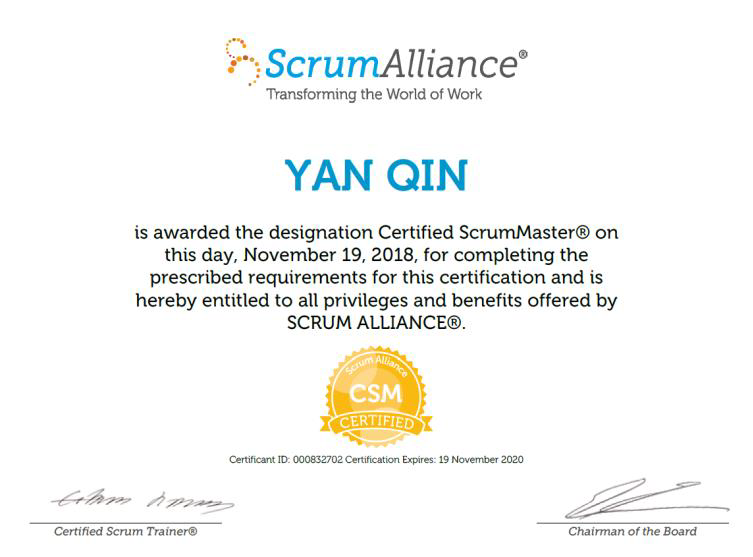 ScrumAlliance®
Transforming the World of Work
YAN QIN
is awarded the designation Certified ScrumMaster® on
this day, November 19, 2018, for completing the
prescribed requirements for this certification and is
hereby entitled to all privileges and benefits offered by
SCRUM ALLIANCE®.
Scrum Alliance
CSM
CERTIFIED
Certificant ID: 000832702 Certification Expires: 19 November 2020
Certified Scrum Trainer®
Chairman of the Board